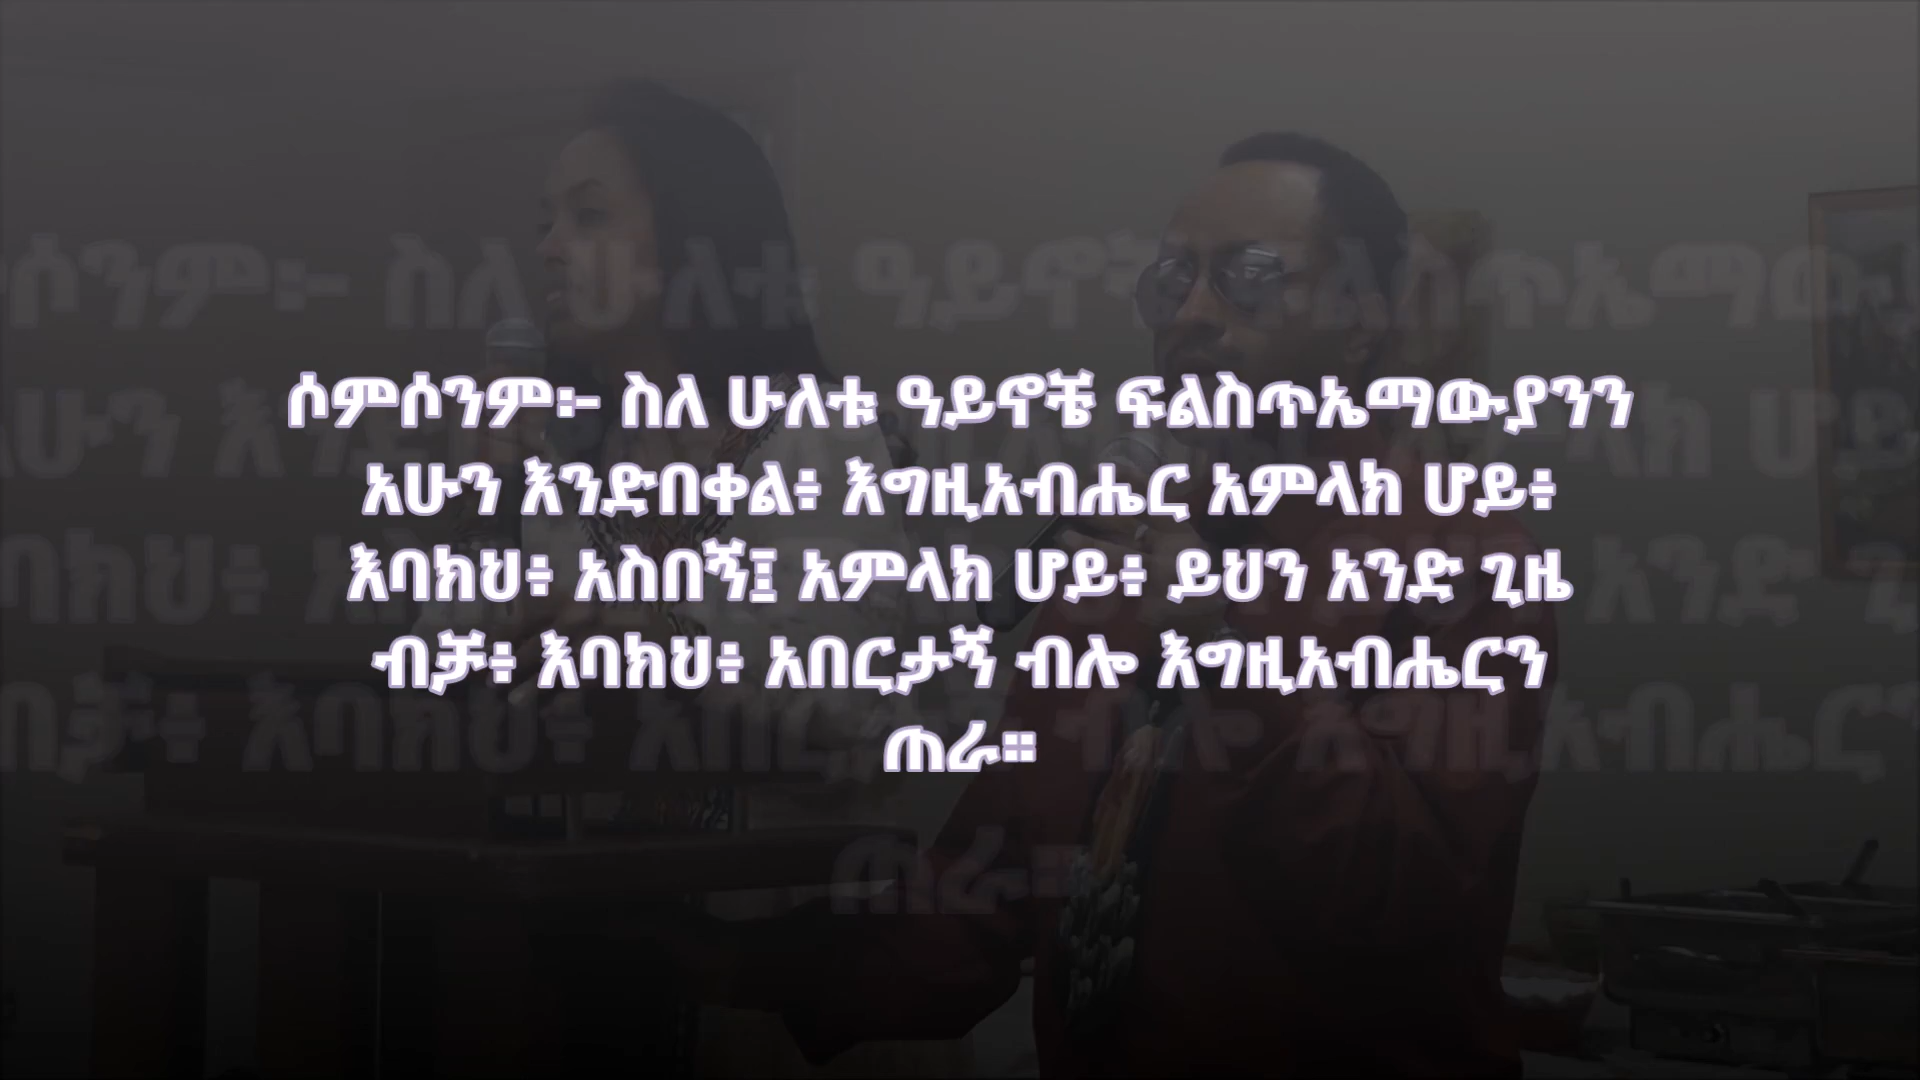 ሶምሶንም፦ ስለ ሁለቱ ዓይኖቼ ፍልስጥኤማውያንን
አሁን እንድበቀል፥ እግዚአብሔር አምላክ ሆይ፥
እባክህ፥ አስበኝ፤ አምላክ ሆይ፥ ይህን አንድ ጊዜ
ብቻ፥ እባክህ፥ አበርታኝ ብሎ እግዚአብሔርን
ጠራ።